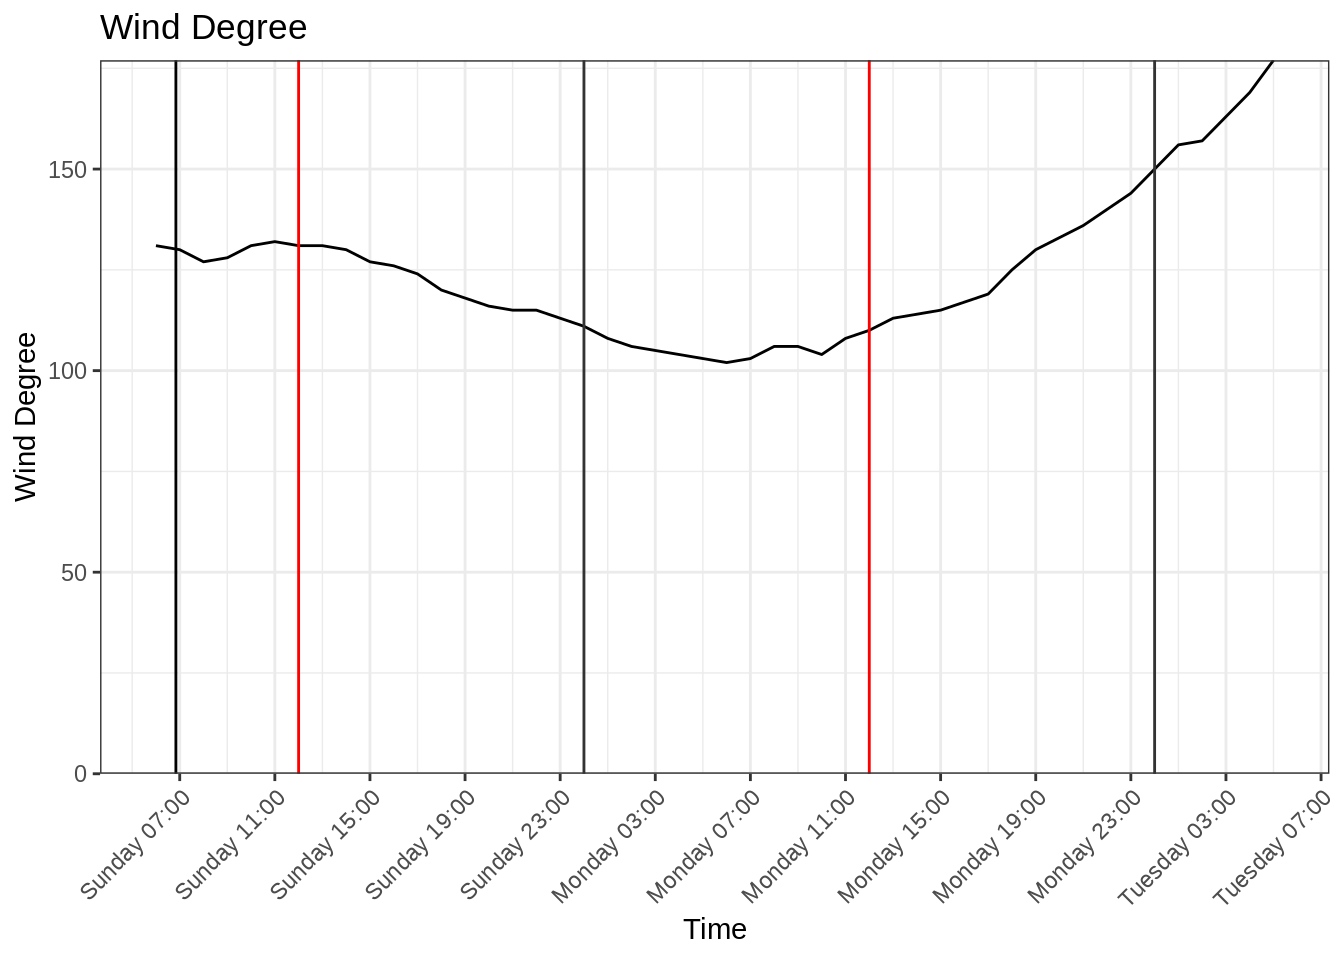 Wind Degree
Wind Degree
150
100
50
0
Sunday 07:00
Sunday 11:00
Sunday 15:00
Sunday 19:00
Sunday 23:00
Monday 03:00
Monday 07:00
Monday 11:00
Monday 15:00
Monday 19:00
Monday 23:00
Tuesday 03:00
Tuesday 07:00
Time